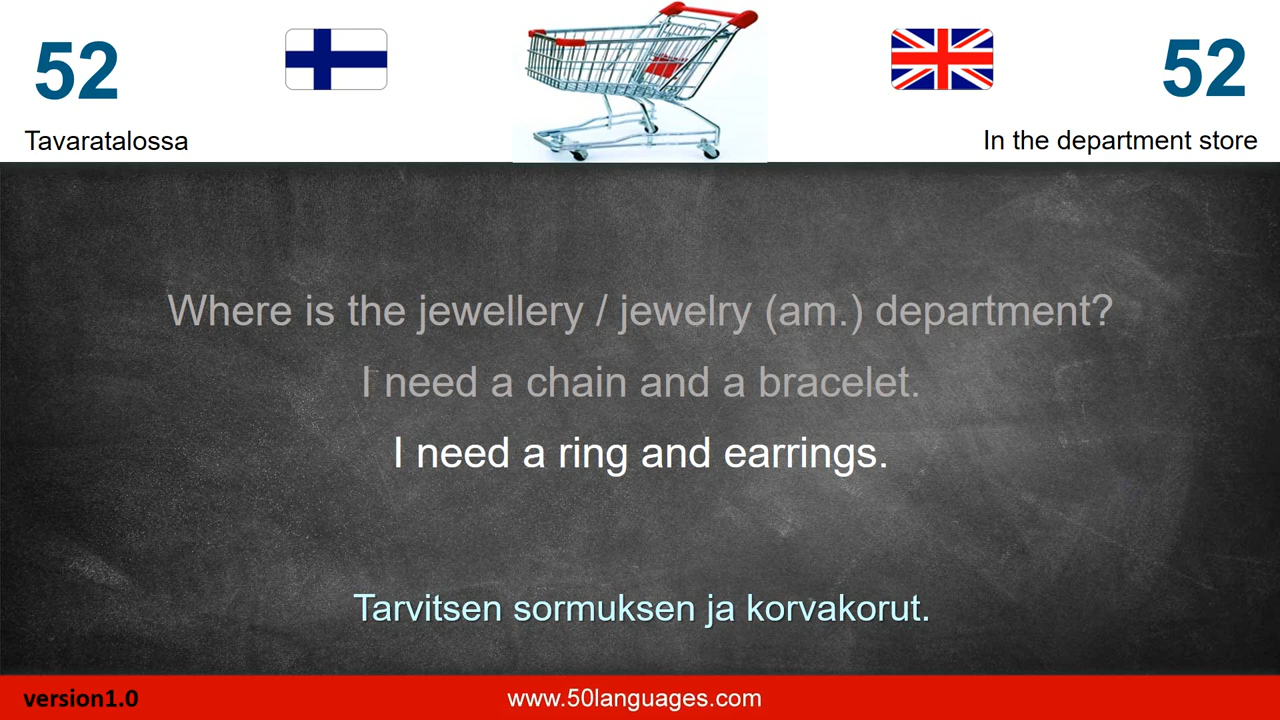 52
52
Tavaratalossa
In the department store
Where is the jewellery / jewelry (am.) department?
I need a chain and a bracelet.
I need a ring and earrings.
Tarvitsen sormuksen ja korvakorut.
version1.0
www.50languages.com